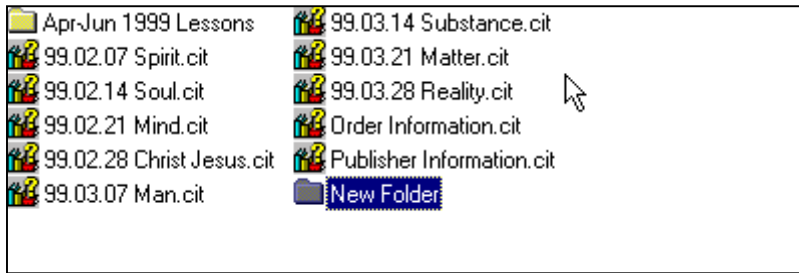 Apr-Jun 1999 Lessons
99.02.07 Spirit.cit
99.02.14 Soul.cit
99.02.21 Mind.cit
99.02.28 Christ Jesus.cit
99.03.07 Man.cit
99.03.14 Substance.cit
99.03.21 Matter.cit
99.03.28 Reality.cit
Order Information.cit
Publisher Information.cit
New Folder